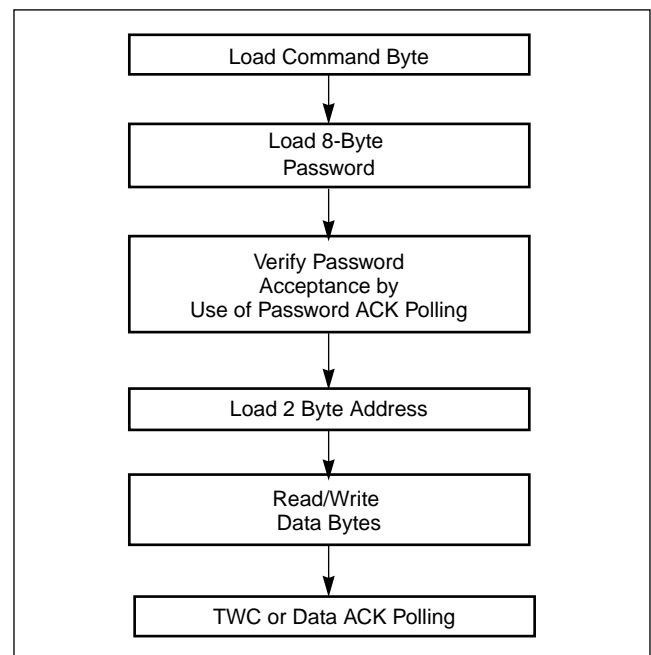 Load Command Byte
Load 8-Byte
Password
Verify Password
Acceptance by
Use of Password ACK Polling
Load 2 Byte Address
Read/Write
Data Bytes
TWC or Data ACK Polling